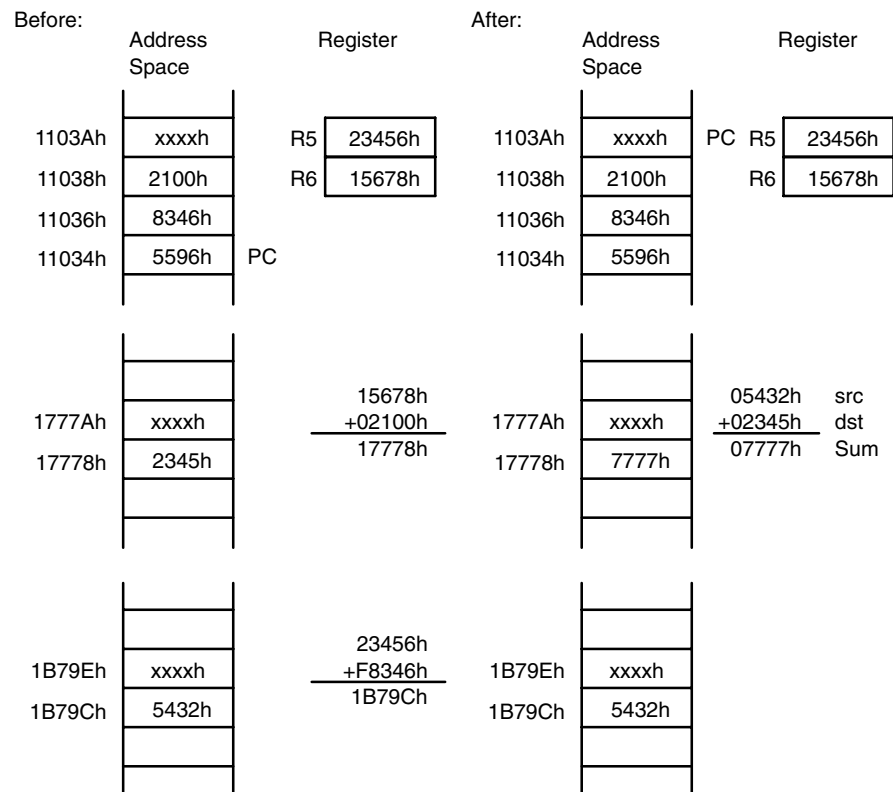 Before:
Address Space
Register
1103Ah xxxxh R5 23456h
11038h 2100h R6 15678h
11036h 8346h
11034h 5596h PC
1777Ah xxxxh
17778h 2345h
15678h
+02100h
17778h
1B79Eh xxxxh
1B79Ch 5432h
23456h
+F8346h
1B79Ch
After:
Address Space
Register
1103Ah xxxxh PC R5 23456h
11038h 2100h R6 15678h
11036h 8346h
11034h 5596h
1777Ah xxxxh
17778h 7777h
05432h src
+02345h dst
07777h Sum
1B79Eh xxxxh
1B79Ch 5432h